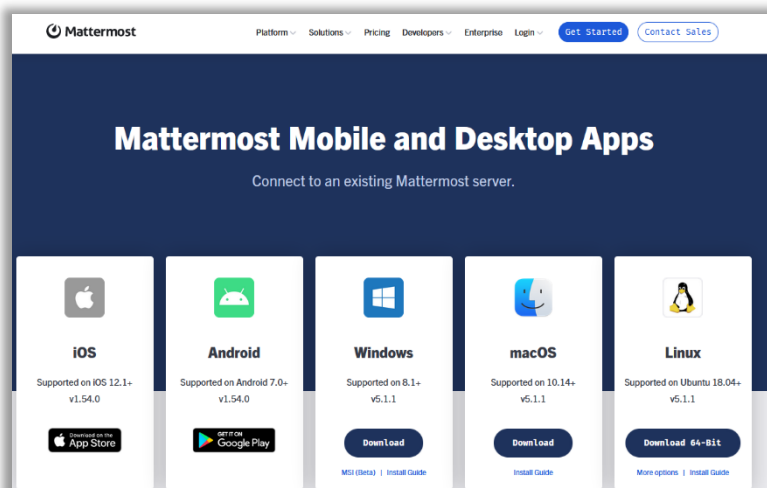 Mattermost
Platform Solutions Pricing Developers Enterprise Login Get Started Contact Sales
Mattermost Mobile and Desktop Apps
Connect to an existing Mattermost server.
iOS
Supported on iOS 12.1+
v1.54.0
Download on the
App Store
Android
Supported on Android 7.0+
v1.54.0
GET IT ON
Google Play
Windows
Supported on 8.1+
v5.1.1
Download
MSI (Beta) | Install Guide
macOS
Supported on 10.14+
v5.1.1
Download
Install Guide
Linux
Supported on Ubuntu 18.04+
v5.1.1
Download 64-Bit
More options | Install Guide